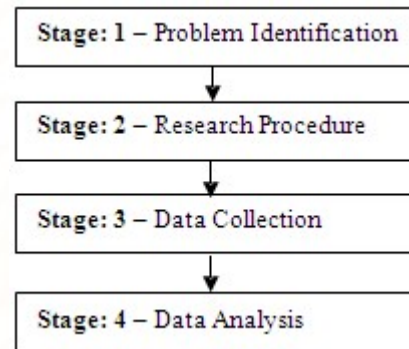 Stage: 1 – Problem Identification
Stage: 2 – Research Procedure
Stage: 3 – Data Collection
Stage: 4 – Data Analysis